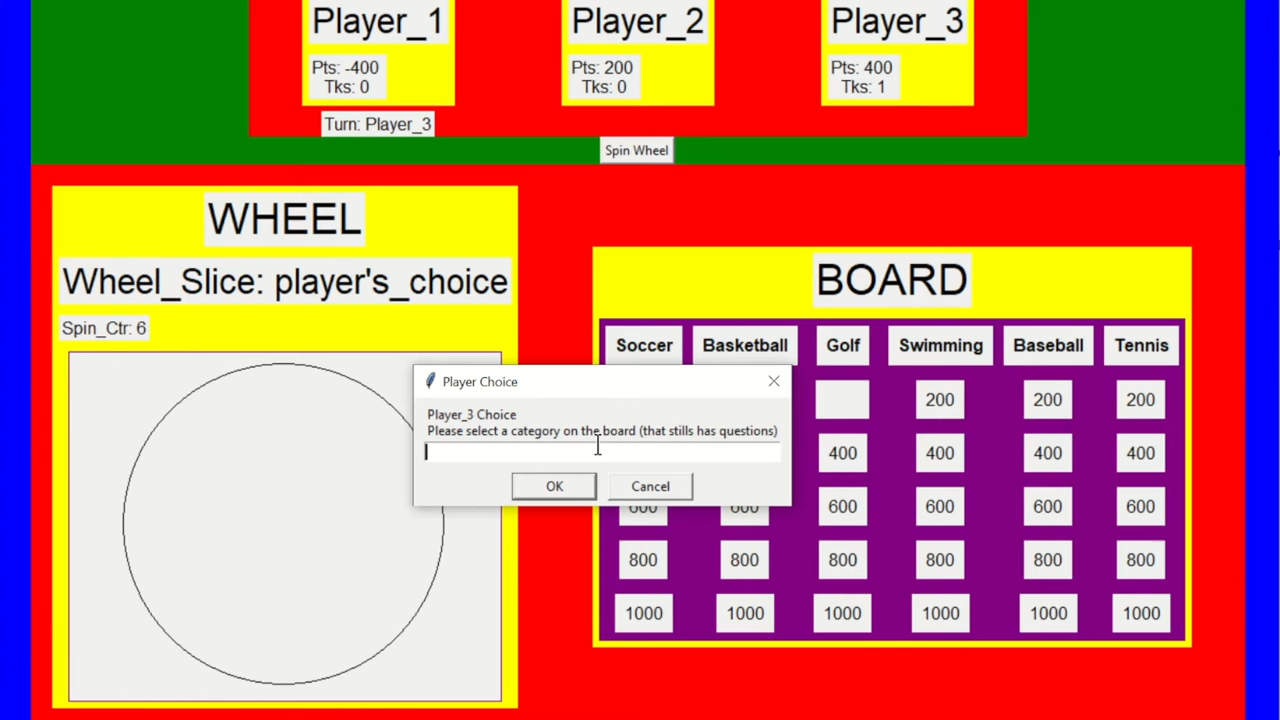 Player_1
Player_2
Player_3
Pts: -400
Tks: 0
Pts: 200
Tks: 0
Pts: 400
Tks: 1
Turn: Player_3
Spin Wheel
WHEEL
Wheel_Slice: player's_choice
Spin_Ctr: 6
BOARD
Soccer Basketball Golf Swimming Baseball Tennis
Player Choice
Player_3 Choice
Please select a category on the board (that stills has questions)
OK Cancel
200 200 200
400 400 400 400
600 600 600 600 600 600
800 800 800 800 800 800
1000 1000 1000 1000 1000 1000